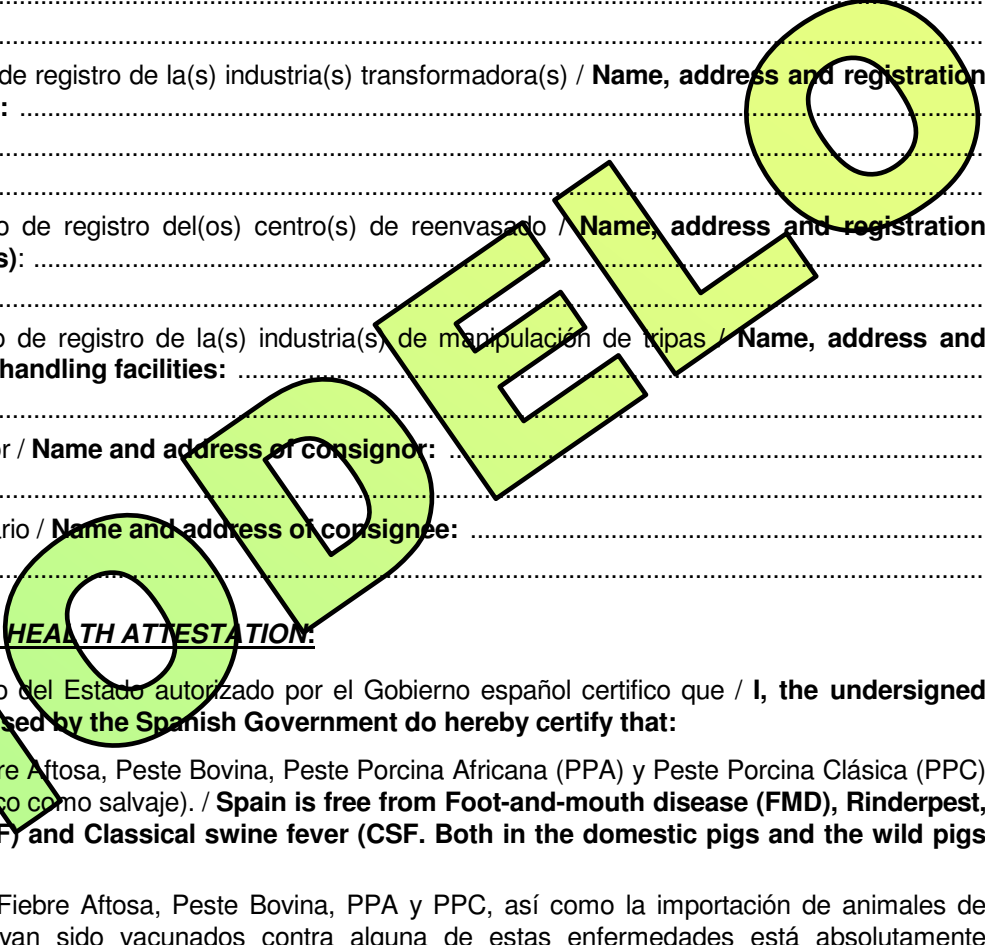 de registro de la(s) industria(s) transformadora(s) / Name, address and registration
: ....................
o de registro del(os) centro(s) de reenvasado / Name, address and registration
s): ....................
o de registro de la(s) industria(s) de manipulación de tripas / Name, address and
handling facilities: ....................
or / Name and address of consignor: ....................
ario / Name and address of consignee: ....................
HEALTH ATTESTATION:
o del Estado autorizado por el Gobierno español certifico que / I, the undersigned
sed by the Spanish Government do hereby certify that:
re Aftosa, Peste Bovina, Peste Porcina Africana (PPA) y Peste Porcina Clásica (PPC)
co como salvaje). / Spain is free from Foot-and-mouth disease (FMD), Rinderpest,
F) and Classical swine fever (CSF. Both in the domestic pigs and the wild pigs
Fiebre Aftosa, Peste Bovina, PPA y PPC, así como la importación de animales de
yan sido vacunados contra alguna de estas enfermedades está absolutamente
ODELO